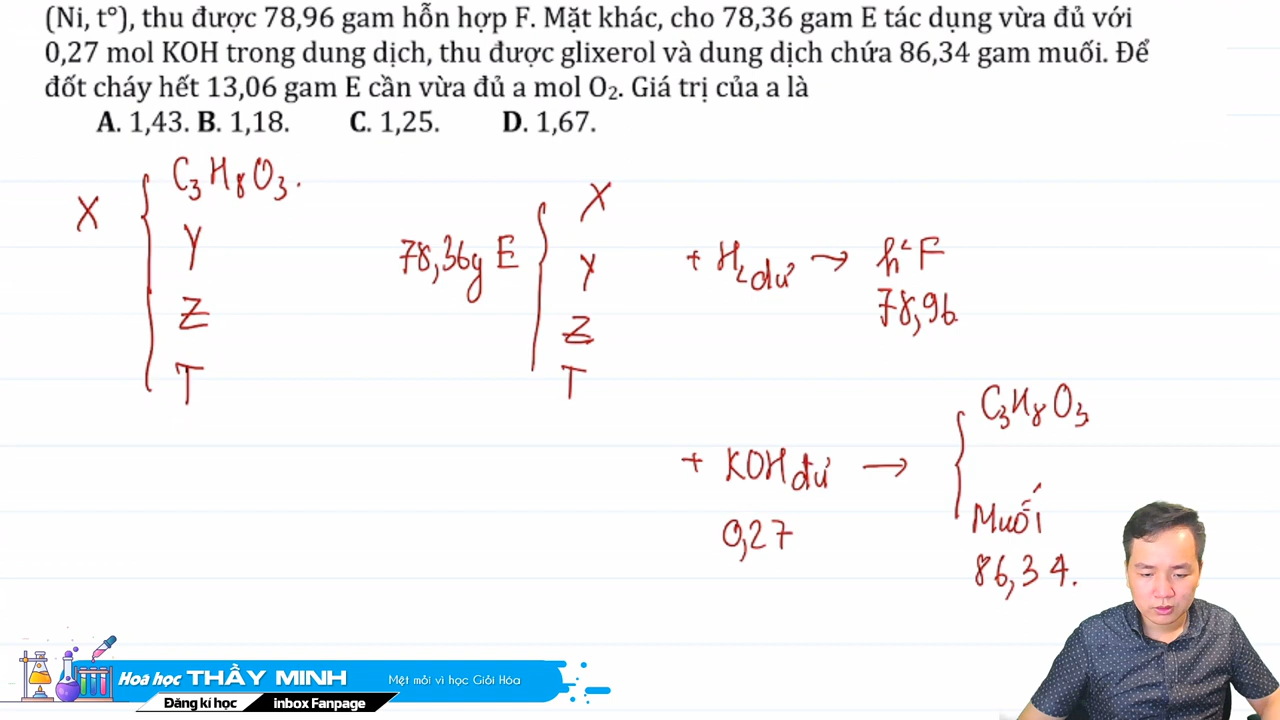 (Ni, t°), thu được 78,96 gam hỗn hợp F. Mặt khác, cho 78,36 gam E tác dụng vừa đủ với
0,27 mol KOH trong dung dịch, thu được glixerol và dung dịch chứa 86,34 gam muối. Để
đốt cháy hết 13,06 gam E cần vừa đủ a mol O₂. Giá trị của a là
A. 1,43. B. 1,18. C. 1,25. D. 1,67.
C₃H₈O₃.
X
Y
Z
T
78,36g E
X
Y
Z
T
+ H₂ dư → h² F
78,96
+ KOH dư →
0,27
C₃H₈O₃
Muối
86,34.
Hoá học THẦY MINH
Mệt mỏi vì học Giỏi Hóa
Đăng kí học
inbox Fanpage